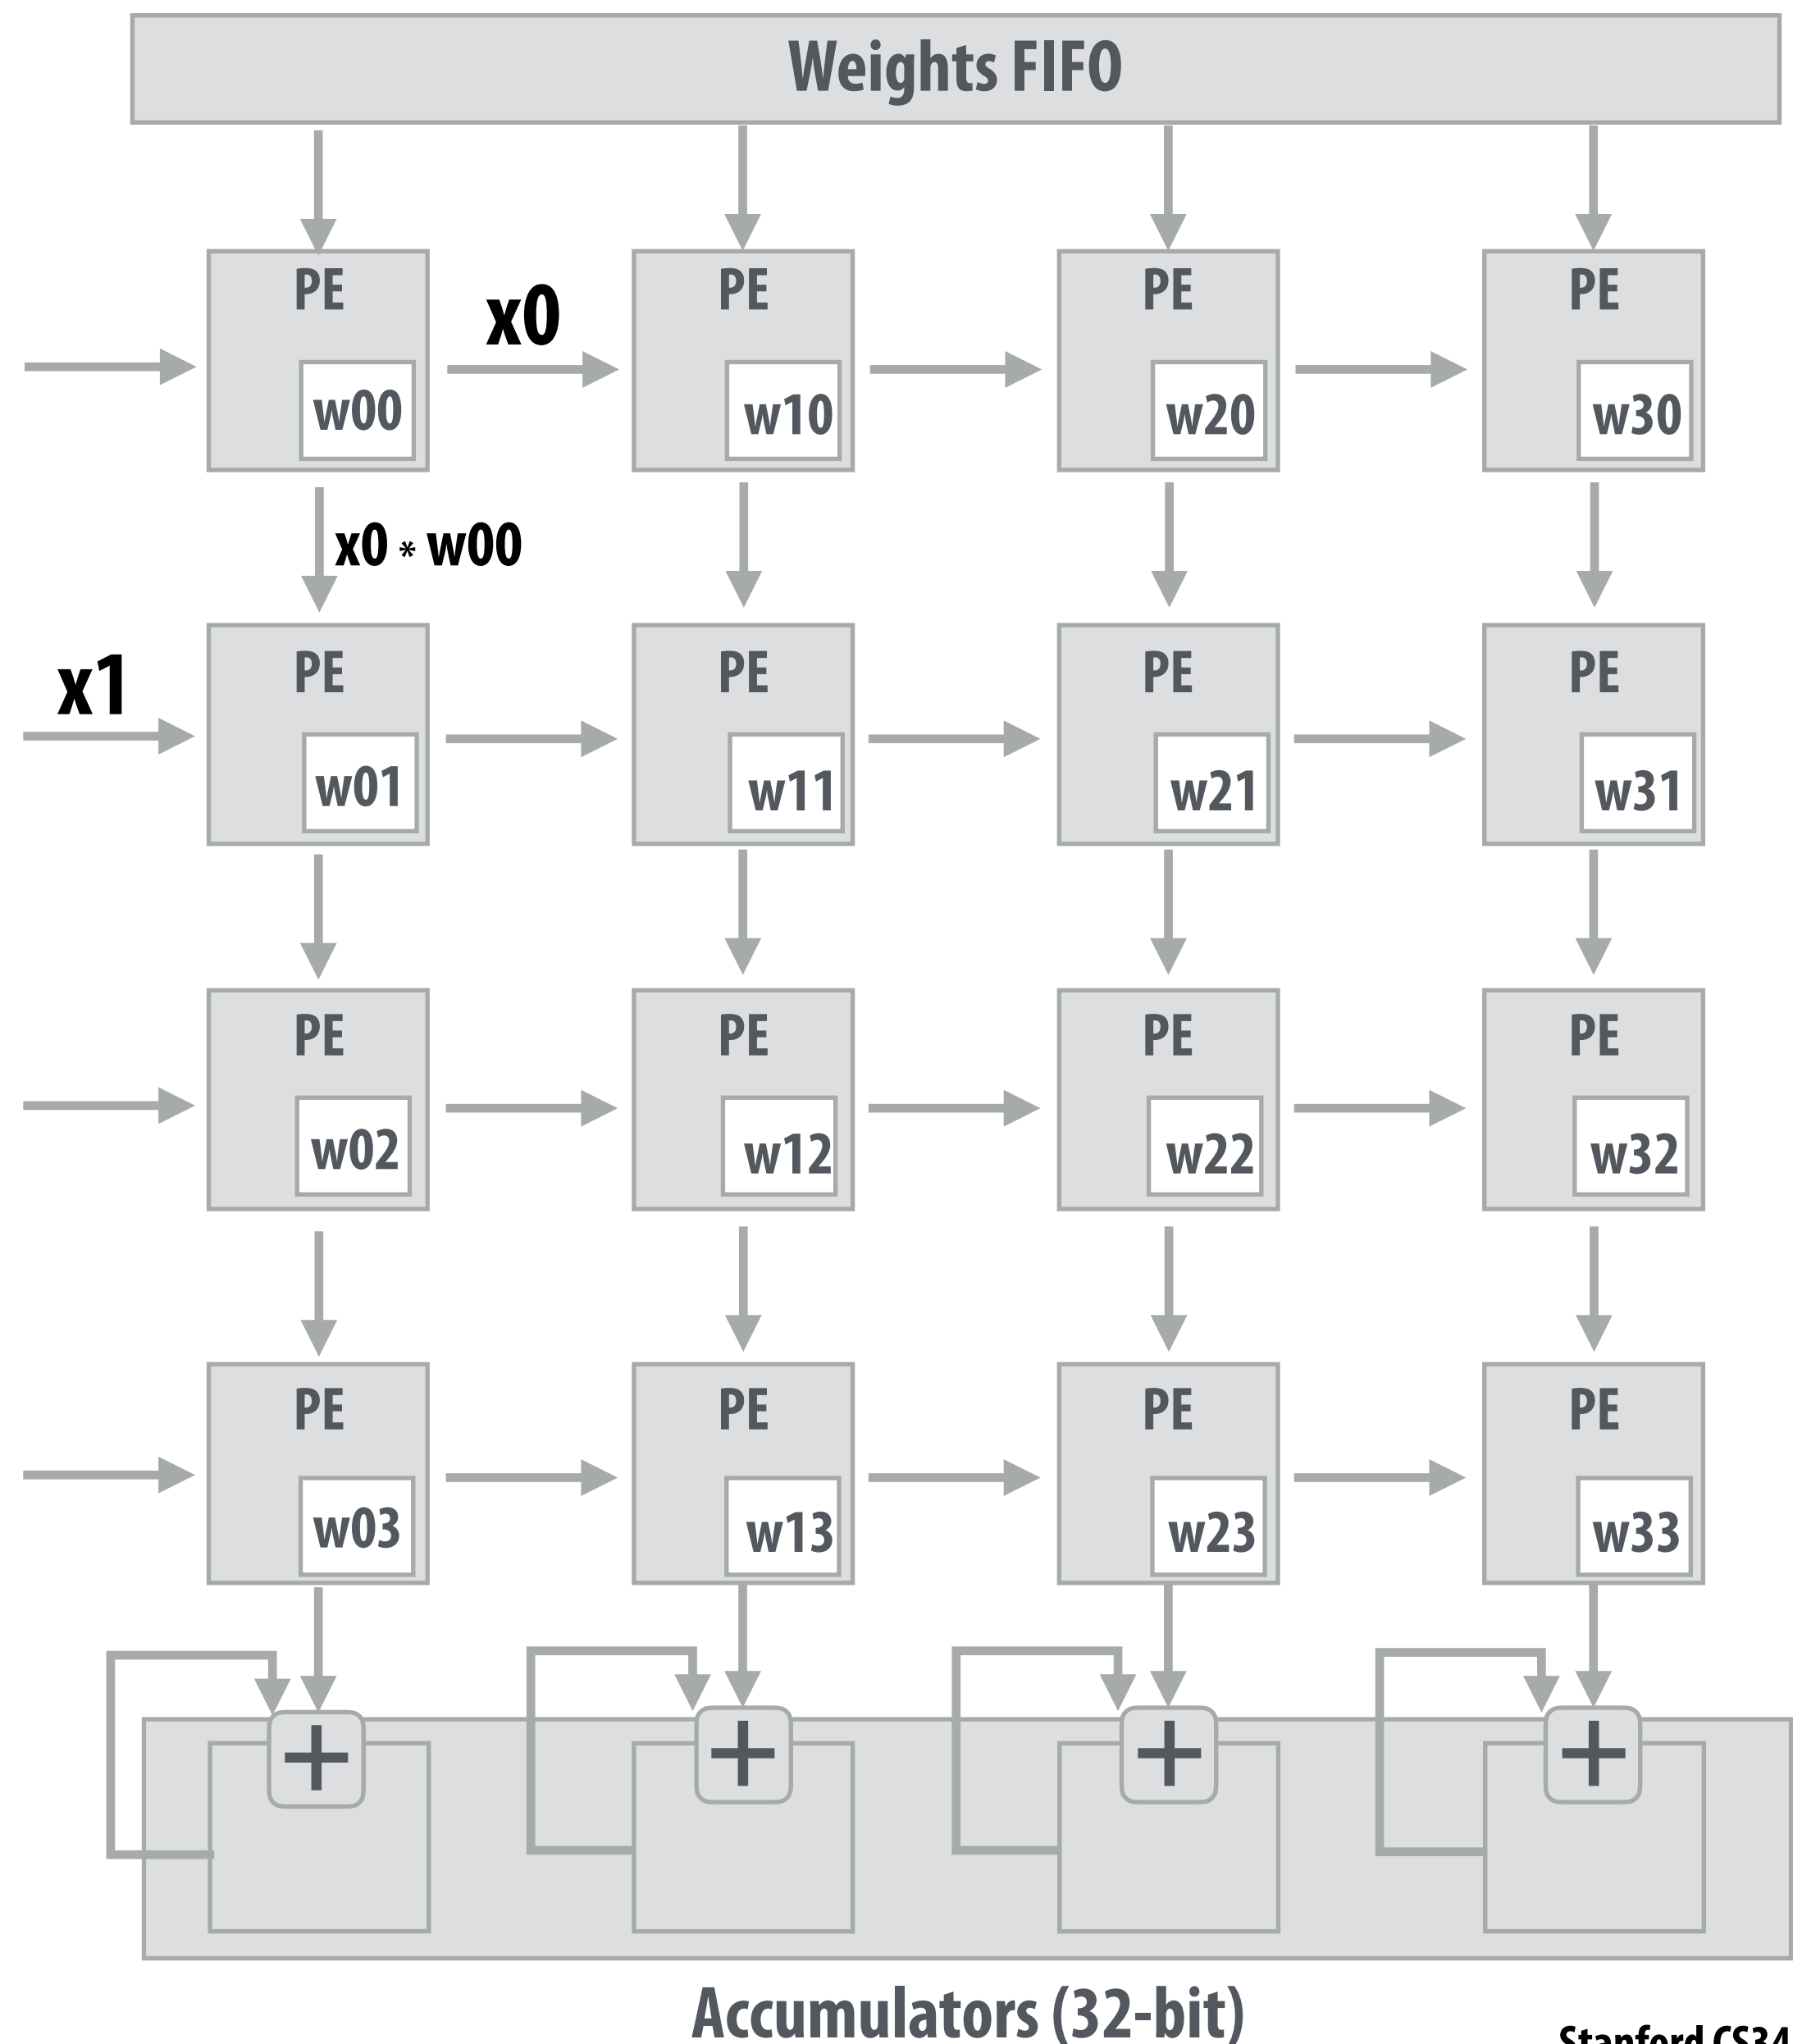 Weights FIFO
PE PE PE PE
x0
w00 w10 w20 w30
x0 * w00
PE PE PE PE
x1
w01 w11 w21 w31
PE PE PE PE
w02 w12 w22 w32
PE PE PE PE
w03 w13 w23 w33
+ + + +
Accumulators (32-bit)
Stanford CS34